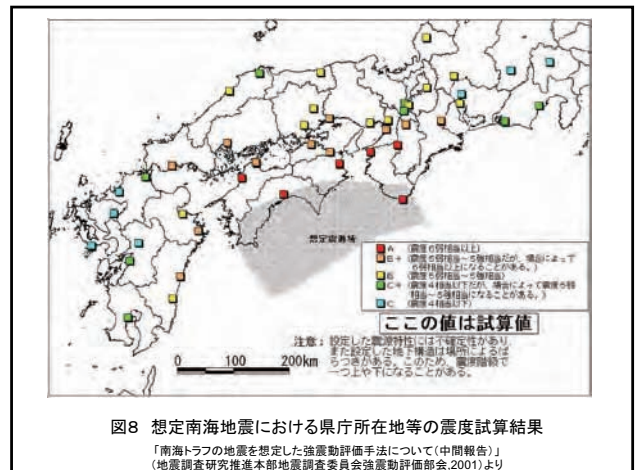 想定南海地震
A (震度6弱相当以上)
B+ (震度5弱相当~5強相当だが、場合によって
6弱相当以上になることがある。)
B (震度5弱相当~5強相当)
C+ (震度4相当以下だが、場合によって震度5弱
相当~5強相当になることがある。)
C (震度4相当以下)
ここの値は試算値
注意: 設定した震源特性には不確定性があり、
また設定した地下構造は場所によるば
らつきがある。このため、震度階級で
一つ上や下になることがある。
0 100 200km
図8 想定南海地震における県庁所在地等の震度試算結果
「南海トラフの地震を想定した強震動評価手法について(中間報告)」
(地震調査研究推進本部地震調査委員会強震動評価部会,2001)より